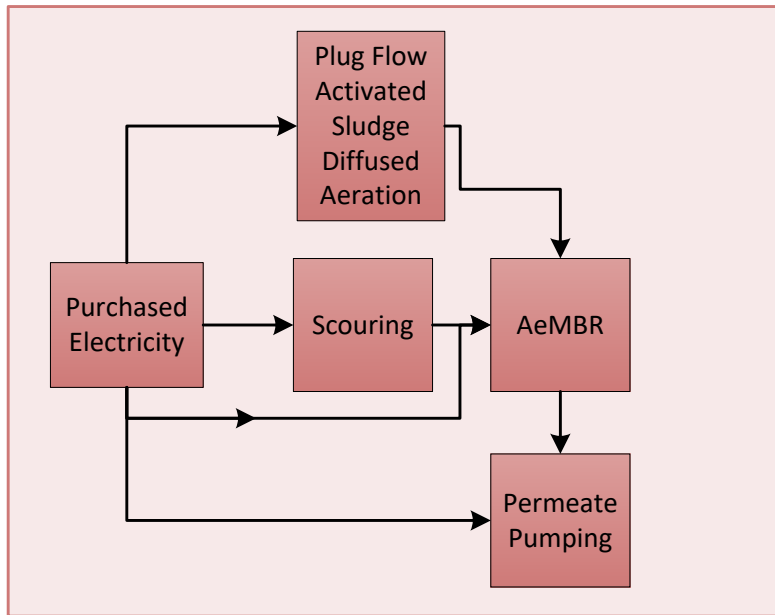 Plug Flow
Activated
Sludge
Diffused
Aeration
Purchased
Electricity
Scouring
AeMBR
Permeate
Pumping